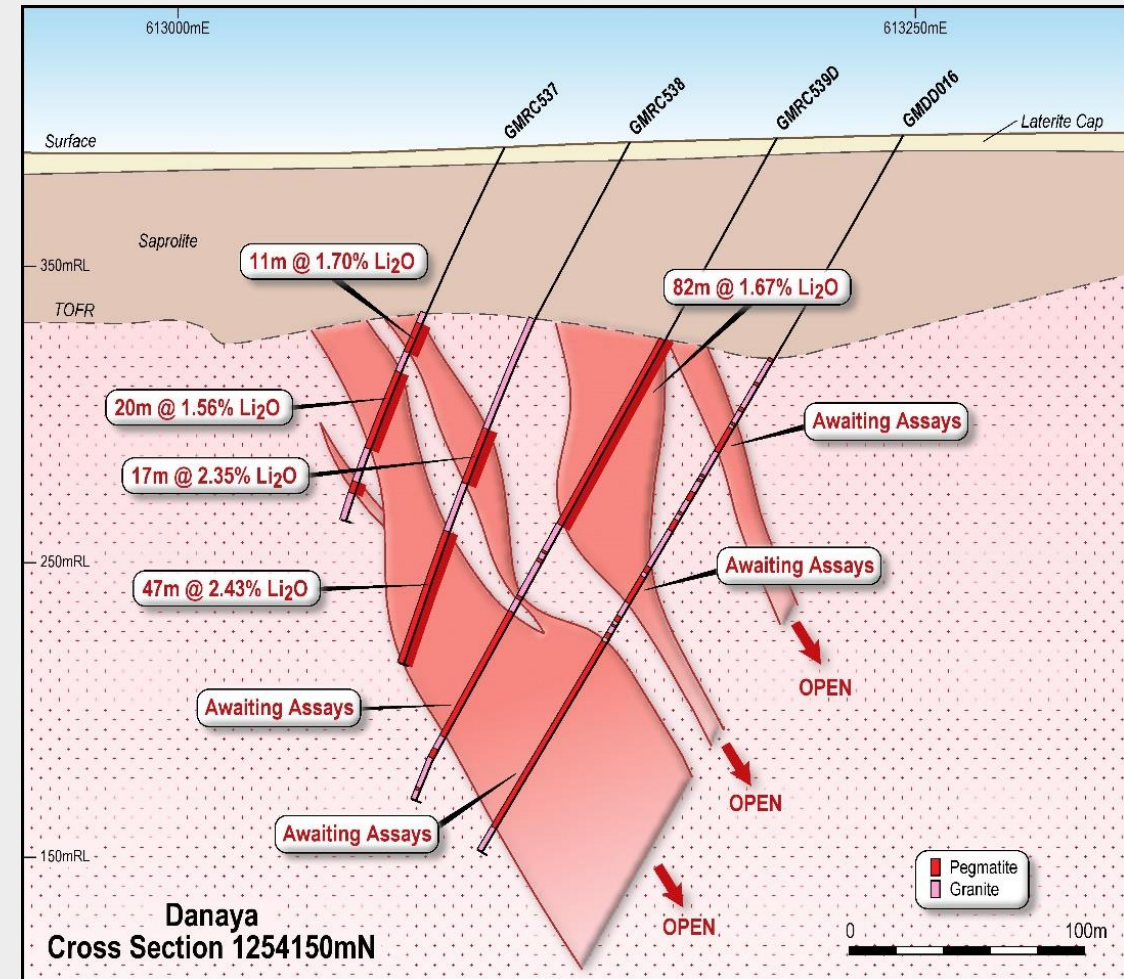 613000mE
613250mE
GMRC537
GMRC538
GMRC539D
GMDD016
Surface
Laterite Cap
Saprolite
350mRL
TOFR
11m @ 1.70% Li₂O
82m @ 1.67% Li₂O
20m @ 1.56% Li₂O
Awaiting Assays
17m @ 2.35% Li₂O
250mRL
Awaiting Assays
47m @ 2.43% Li₂O
OPEN
Awaiting Assays
OPEN
Awaiting Assays
150mRL
OPEN
Pegmatite
Granite
Danaya
Cross Section 1254150mN
0 100m